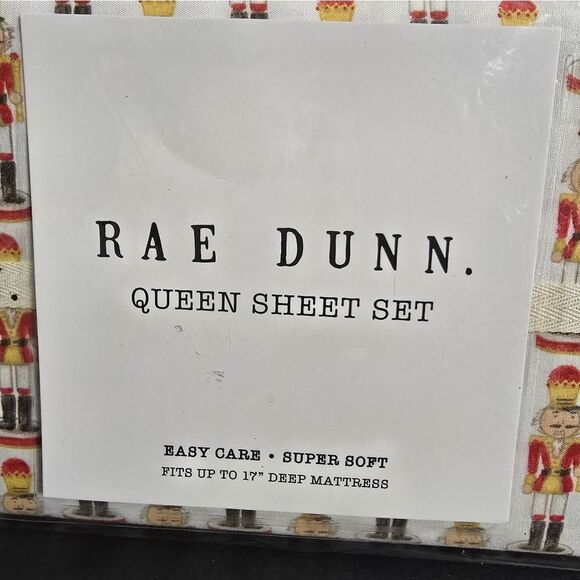 RAE DUNN.
QUEEN SHEET SET
EASY CARE • SUPER SOFT
FITS UP TO 17" DEEP MATTRESS